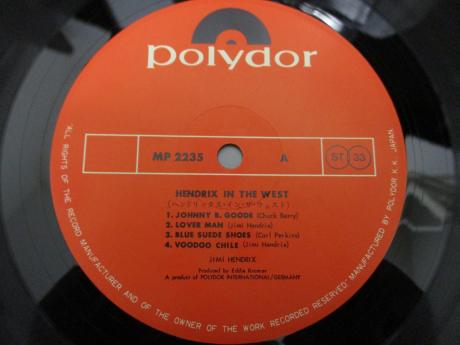 polydor
MP 2235 A ST 33
HENDRIX IN THE WEST
(ヘンドリックス・イン・ザ・ウェスト)
1. JOHNNY B. GOODE (Chuck Berry)
2. LOVER MAN (Jimi Hendrix)
3. BLUE SUEDE SHOES (Carl Perkins)
4. VOODOO CHILE (Jimi Hendrix)
JIMI HENDRIX
Produced by Eddie Kramer
A product of POLYDOR INTERNATIONAL/GERMANY
"ALL RIGHTS OF THE RECORD MANUFACTURER AND OF THE OWNER OF THE WORK RECORDED RESERVED" MANUFACTURED BY POLYDOR K.K. JAPAN